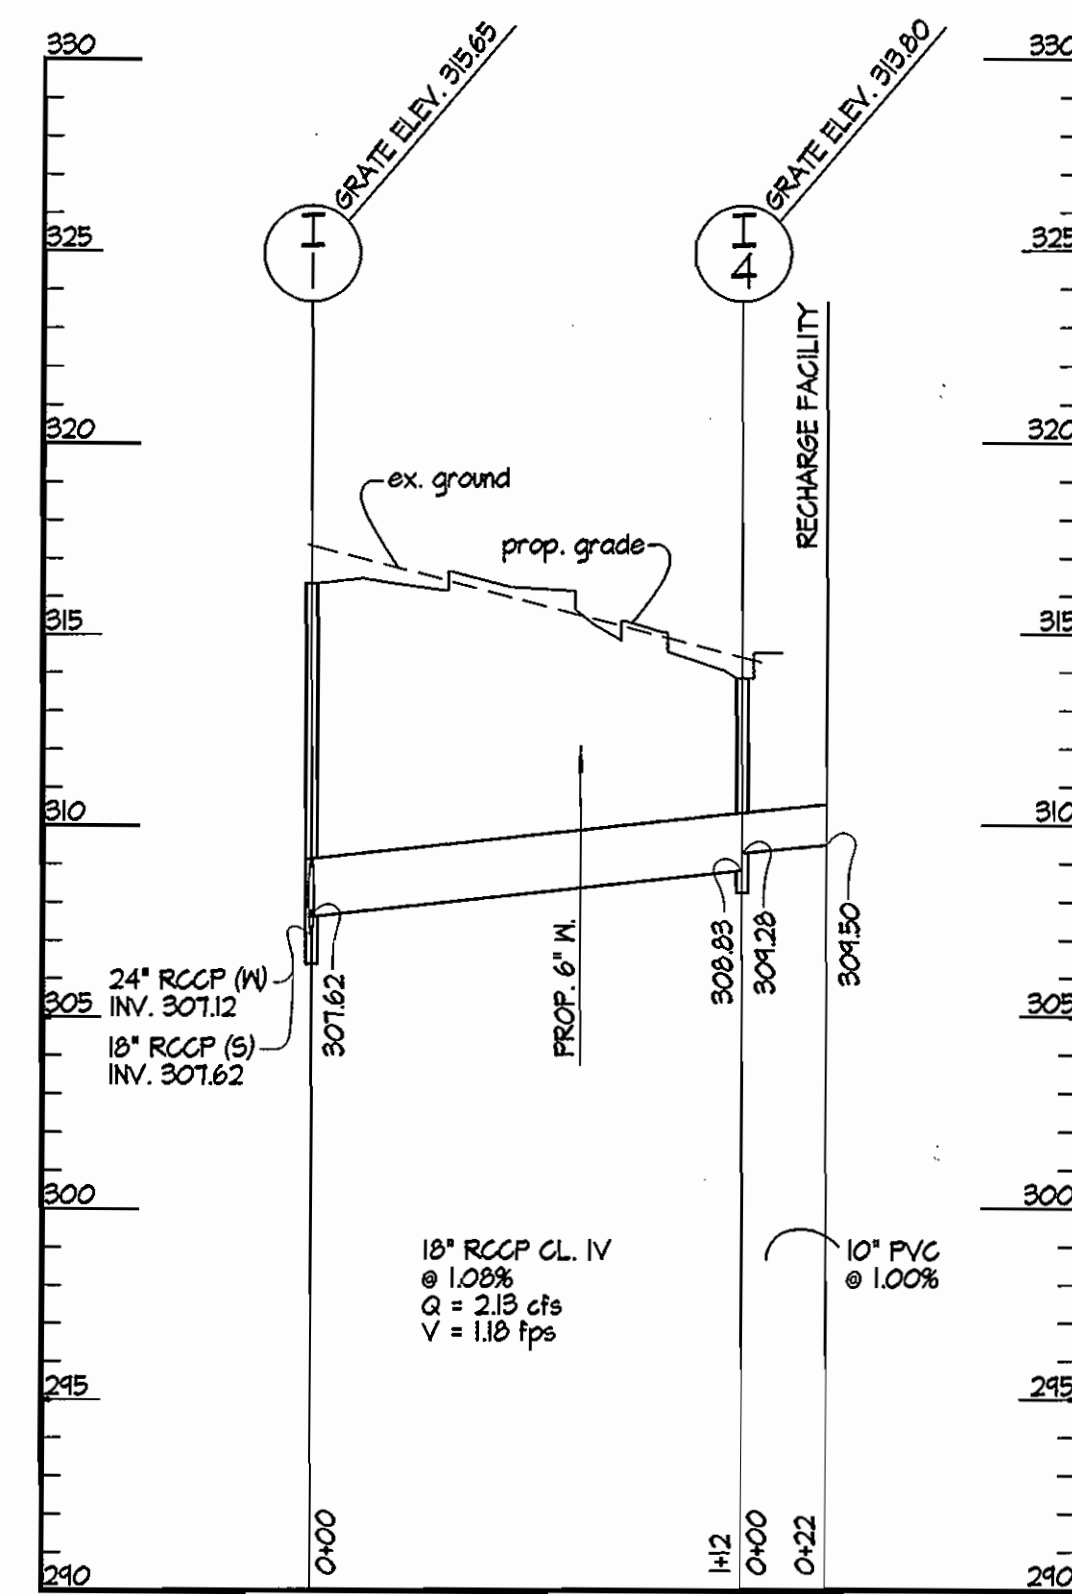 330
330
GRATE ELEV. 315.65
GRATE ELEV. 313.80
I
1
I
4
325
325
RECHARGE FACILITY
320
320
ex. ground
prop. grade
315
315
310
310
PROP. 6" W.
308.83
309.28
309.50
307.62
24" RCCP (W)
INV. 307.12
305
305
18" RCCP (S)
INV. 307.62
300
300
18" RCCP CL. IV
@ 1.08%
Q = 2.13 cfs
V = 1.18 fps
10" PVC
@ 1.00%
295
295
0+00
1+12
0+00
0+22
290
290